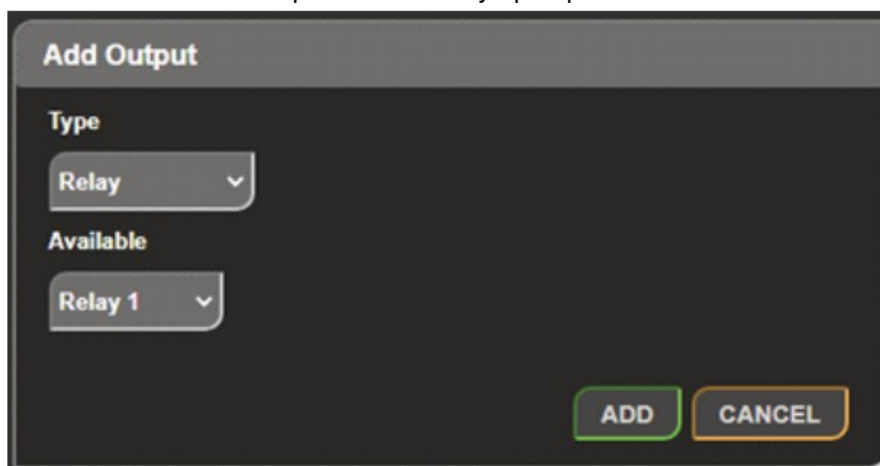 Add Output
Type
Relay
Available
Relay 1
ADD CANCEL